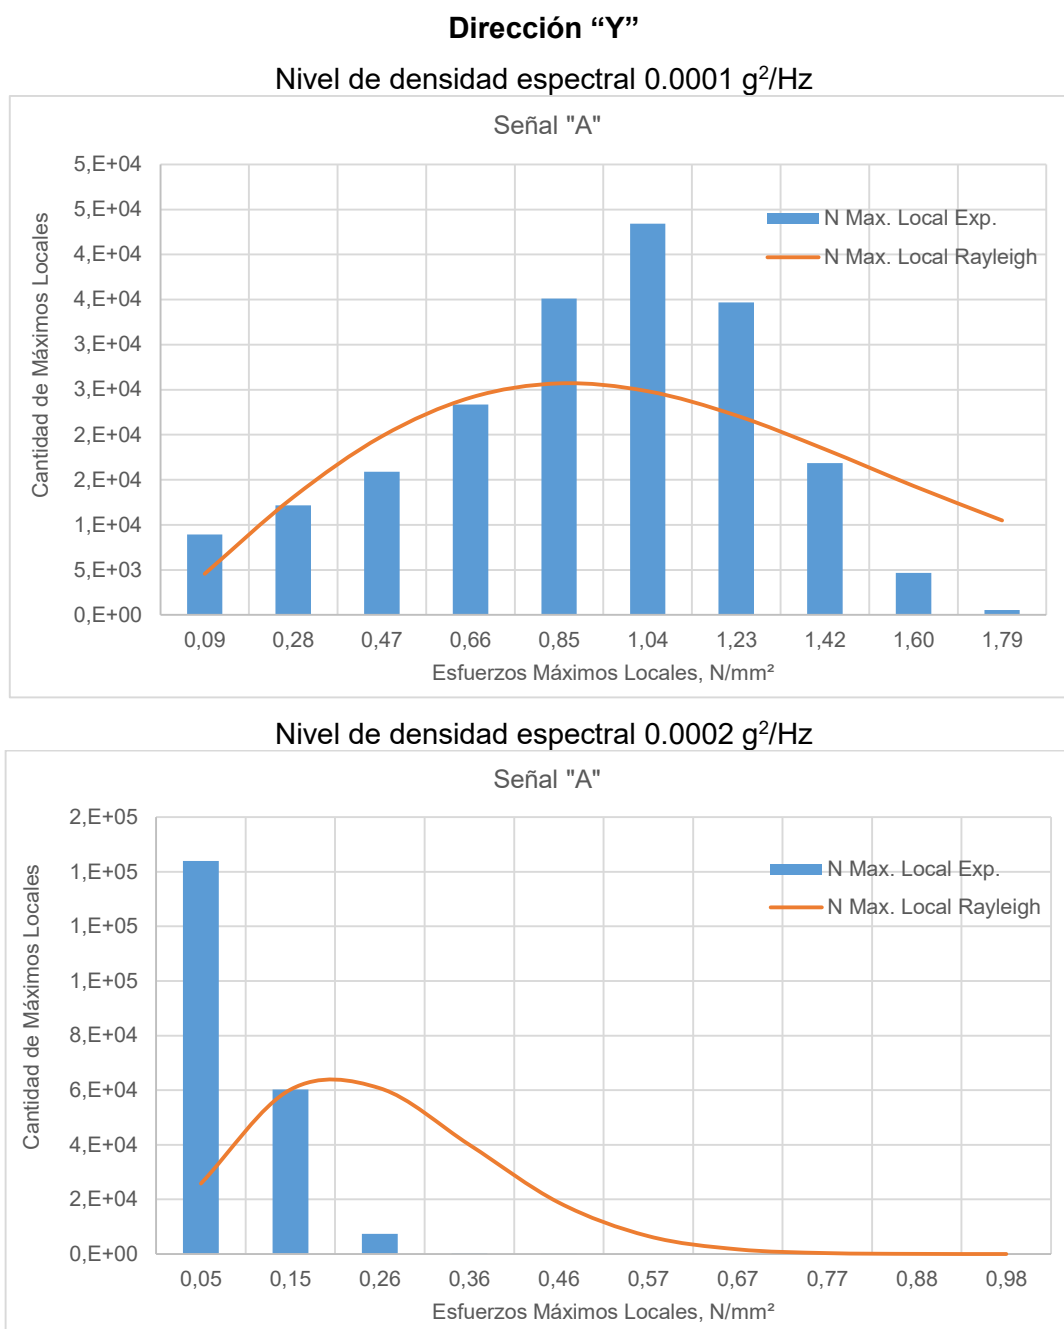 Dirección “Y”
Nivel de densidad espectral 0.0001 g²/Hz
Señal "A"
Cantidad de Máximos Locales
5,E+04
5,E+04
4,E+04
4,E+04
3,E+04
3,E+04
2,E+04
2,E+04
1,E+04
5,E+03
0,E+00
N Max. Local Exp.
N Max. Local Rayleigh
0,09 0,28 0,47 0,66 0,85 1,04 1,23 1,42 1,60 1,79
Esfuerzos Máximos Locales, N/mm²
Nivel de densidad espectral 0.0002 g²/Hz
Señal "A"
Cantidad de Máximos Locales
2,E+05
1,E+05
1,E+05
1,E+05
8,E+04
6,E+04
4,E+04
2,E+04
0,E+00
N Max. Local Exp.
N Max. Local Rayleigh
0,05 0,15 0,26 0,36 0,46 0,57 0,67 0,77 0,88 0,98
Esfuerzos Máximos Locales, N/mm²